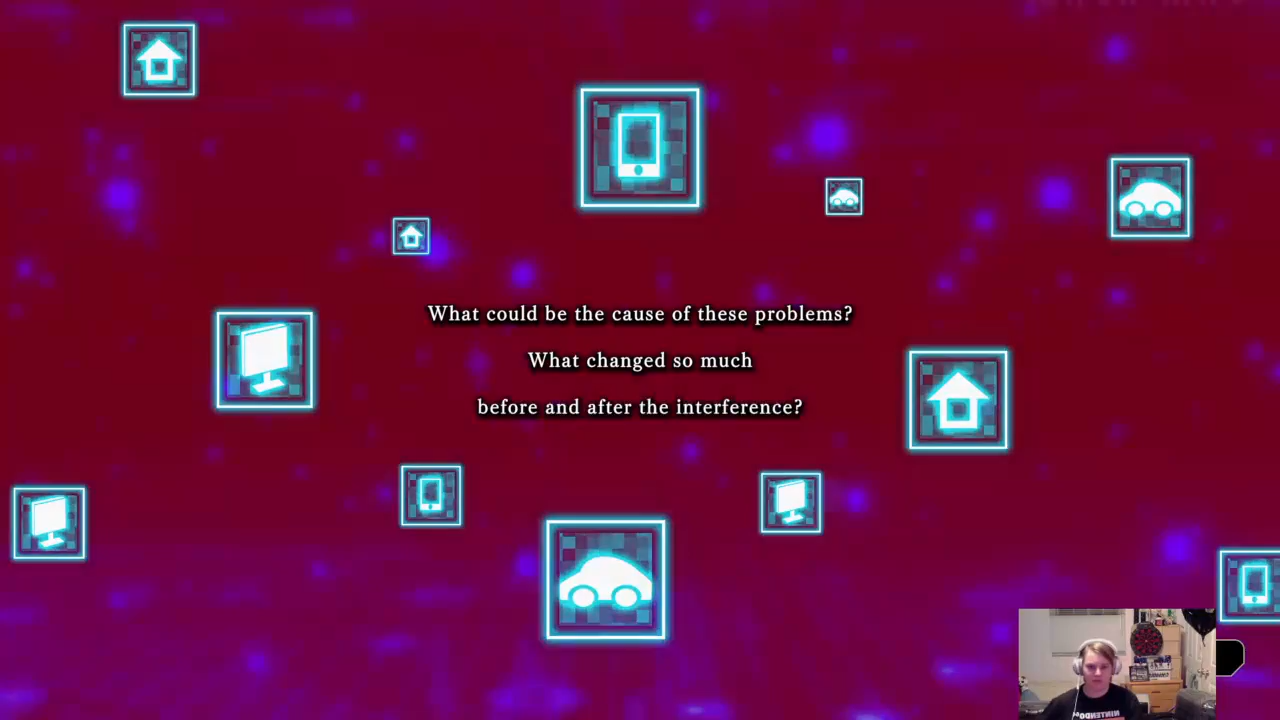 What could be the cause of these problems?
What changed so much
before and after the interference?